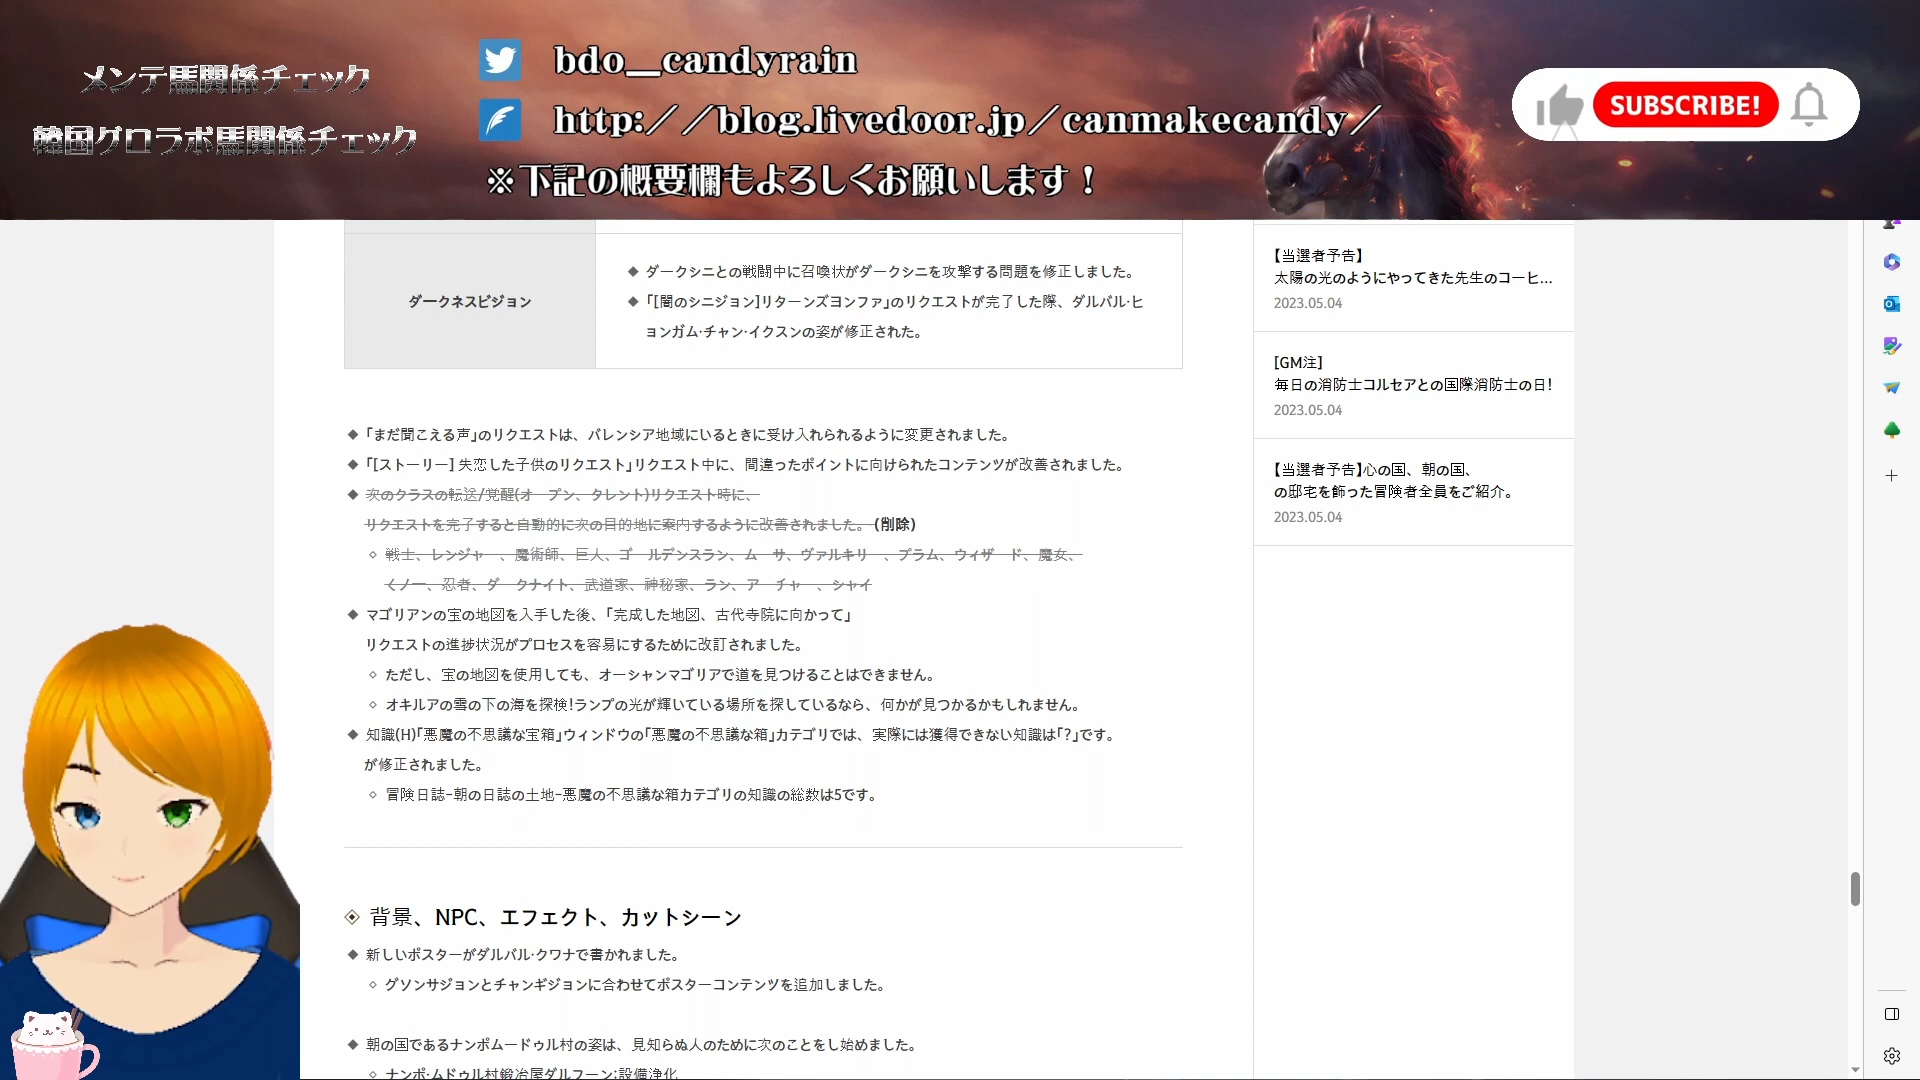 メンテ馬関係チェック
韓国グロラボ馬関係チェック
bdo__candyrain
http://blog.livedoor.jp/canmakecandy/
※下記の概要欄もよろしくお願いします！
SUBSCRIBE!
ダークネスビジョン
◆ ダークシニとの戦闘中に召喚状がダークシニを攻撃する問題を修正しました。
◆ 「[闇のシニジョン]リターンズヨンファ」のリクエストが完了した際、ダルバル·ヒ
ョンガム·チャン·イクスンの姿が修正された。
◆ 「まだ聞こえる声」のリクエストは、バレンシア地域にいるときに受け入れられるように変更されました。
◆ 「[ストーリー] 失恋した子供のリクエスト」リクエスト中に、間違ったポイントに向けられたコンテンツが改善されました。
◆ 次のクラスの転送/覚醒(オープン、タレント)リクエスト時に、
リクエストを完了すると自動的に次の目的地に案内するように改善されました。 (削除)
◇ 戦士、レンジャー、魔術師、巨人、ゴールデンスラン、ムーサ、ヴァルキリー、プラム、ウィザード、魔女、
くノ一、忍者、ダークナイト、武道家、神秘家、ラン、アーチャー、シャイ
◆ マゴリアンの宝の地図を入手した後、「完成した地図、古代寺院に向かって」
リクエストの進捗状況がプロセスを容易にするために改訂されました。
◇ ただし、宝の地図を使用しても、オーシャンマゴリアで道を見つけることはできません。
◇ オキルアの雪の下の海を探検!ランプの光が輝いている場所を探しているなら、何かが見つかるかもしれません。
◆ 知識(H)「悪魔の不思議な宝箱」ウィンドウの「悪魔の不思議な箱」カテゴリでは、実際には獲得できない知識は「?」です。
が修正されました。
◇ 冒険日誌-朝の日誌の土地-悪魔の不思議な箱カテゴリの知識の総数は5です。
背景、NPC、エフェクト、カットシーン
◆ 新しいポスターがダルバル·クワナで書かれました。
◇ グソンサジョンとチャンギジョンに合わせてポスターコンテンツを追加しました。
◆ 朝の国であるナンポムードゥル村の姿は、見知らぬ人のために次のことをし始めました。
◇ ナンポ·ムドゥル村鍛冶屋ダルフーン:設備浄化
【当選者予告】
太陽の光のようにやってきた先生のコーヒ...
2023.05.04
[GM注]
毎日の消防士コルセアとの国際消防士の日!
2023.05.04
【当選者予告】心の国、朝の国、
の邸宅を飾った冒険者全員をご紹介。
2023.05.04